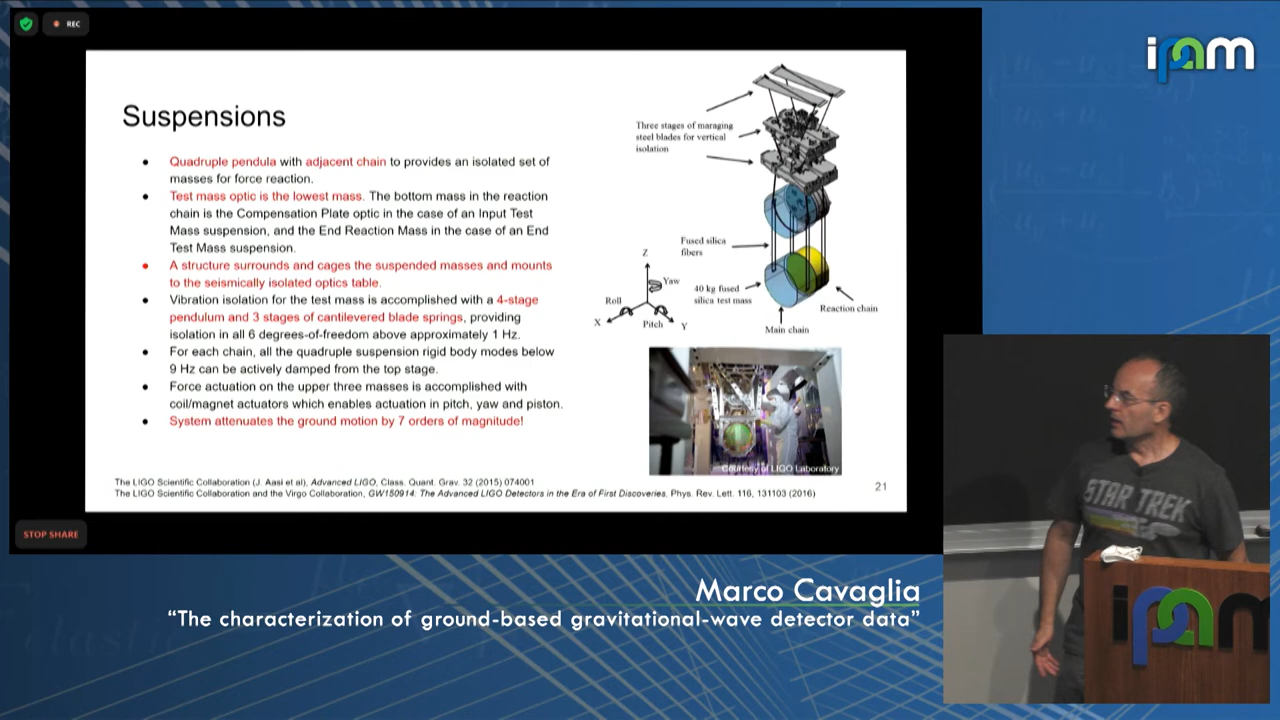 REC
ipam
Suspensions
Quadruple pendula with adjacent chain to provides an isolated set of
masses for force reaction.
Test mass optic is the lowest mass. The bottom mass in the reaction
chain is the Compensation Plate optic in the case of an Input Test
Mass suspension, and the End Reaction Mass in the case of an End
Test Mass suspension.
A structure surrounds and cages the suspended masses and mounts
to the seismically isolated optics table.
Vibration isolation for the test mass is accomplished with a 4-stage
pendulum and 3 stages of cantilevered blade springs, providing
isolation in all 6 degrees-of-freedom above approximately 1 Hz.
For each chain, all the quadruple suspension rigid body modes below
9 Hz can be actively damped from the top stage.
Force actuation on the upper three masses is accomplished with
coil/magnet actuators which enables actuation in pitch, yaw and piston.
System attenuates the ground motion by 7 orders of magnitude!
Three stages of maraging
steel blades for vertical
isolation
Fused silica
fibers
Z
Yaw
Roll
X
Pitch
Y
40 kg fused
silica test mass
Reaction chain
Main chain
Courtesy of LIGO Laboratory
The LIGO Scientific Collaboration (J. Aasi et al), Advanced LIGO, Class. Quant. Grav. 32 (2015) 074001
The LIGO Scientific Collaboration and the Virgo Collaboration, GW150914: The Advanced LIGO Detectors in the Era of First Discoveries, Phys. Rev. Lett. 116, 131103 (2016)
21
STOP SHARE
STAR TREK
ipam
Marco Cavaglia
“The characterization of ground-based gravitational-wave detector data”